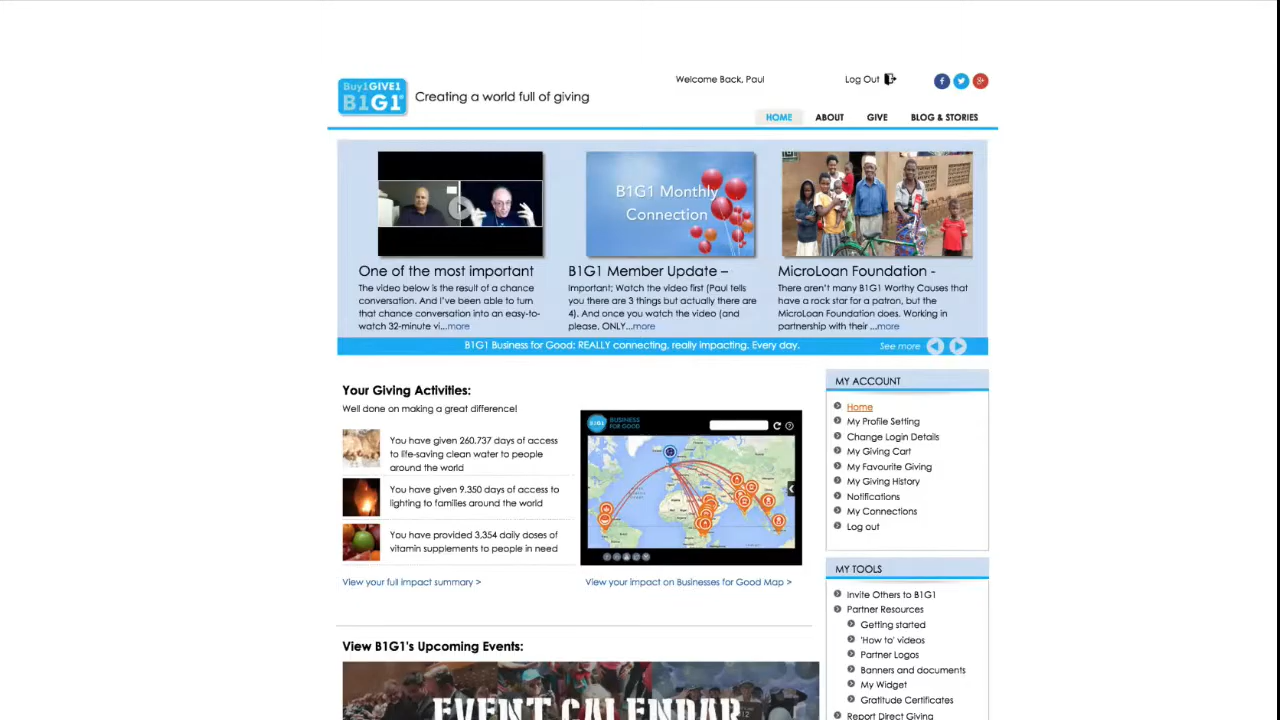 Welcome Back, Paul
Log Out
Buy1GIVE1
B1G1
Creating a world full of giving
HOME
ABOUT
GIVE
BLOG & STORIES
B1G1 Monthly
Connection
One of the most important
The video below is the result of a chance
conversation. And I've been able to turn
that chance conversation into an easy-to-
watch 32-minute vi...more
B1G1 Member Update –
Important; Watch the video first (Paul tells
you there are 3 things but actually there are
4). And once you watch the video (and
please, ONLY...more
MicroLoan Foundation -
There aren't many B1G1 Worthy Causes that
have a rock star for a patron, but the
MicroLoan Foundation does. Working in
partnership with their ...more
B1G1 Business for Good: REALLY connecting, really impacting. Every day.
See more
Your Giving Activities:
Well done on making a great difference!
You have given 260,737 days of access
to life-saving clean water to people
around the world
You have given 9,350 days of access to
lighting to families around the world
You have provided 3,354 daily doses of
vitamin supplements to people in need
View your full impact summary >
B1G1
BUSINESS
FOR GOOD
View your impact on Businesses for Good Map >
View B1G1's Upcoming Events:
EVENT CALENDAR
MY ACCOUNT
Home
My Profile Setting
Change Login Details
My Giving Cart
My Favourite Giving
My Giving History
Notifications
My Connections
Log out
MY TOOLS
Invite Others to B1G1
Partner Resources
Getting started
'How to' videos
Partner Logos
Banners and documents
My Widget
Gratitude Certificates
Report Direct Giving